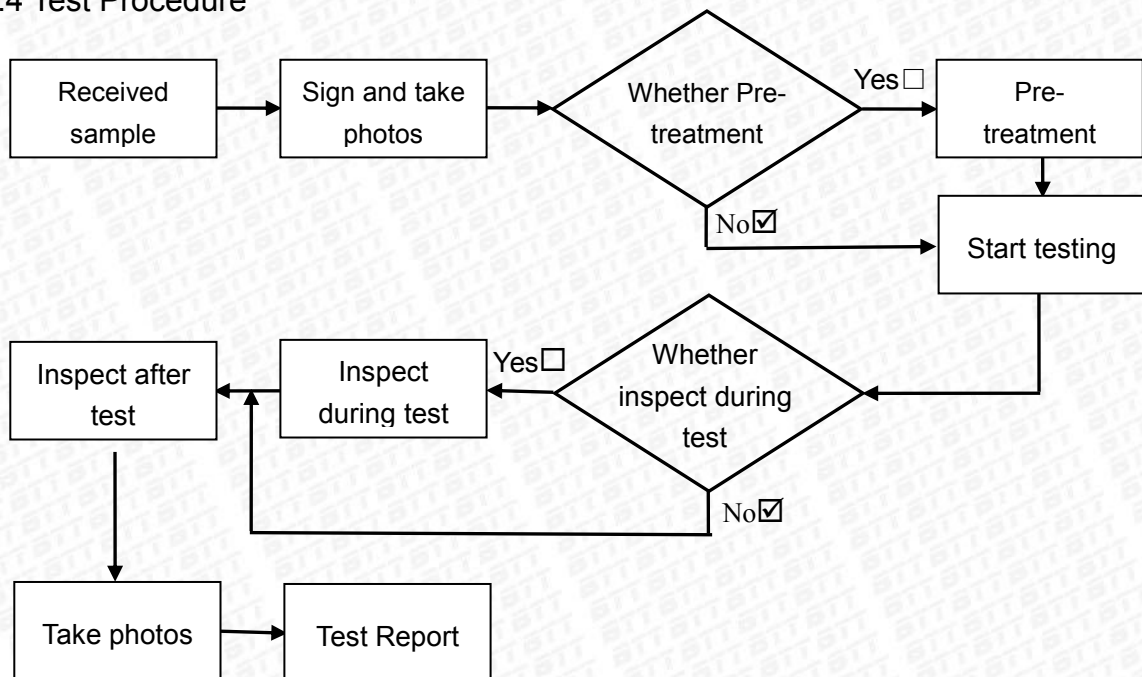 .4 Test Procedure
Received
sample
Sign and take
photos
Whether Pre-
treatment
Yes☐
Pre-
treatment
No☑
Start testing
Whether
inspect during
test
Yes☐
Inspect
during test
Inspect after
test
No☑
Take photos
Test Report